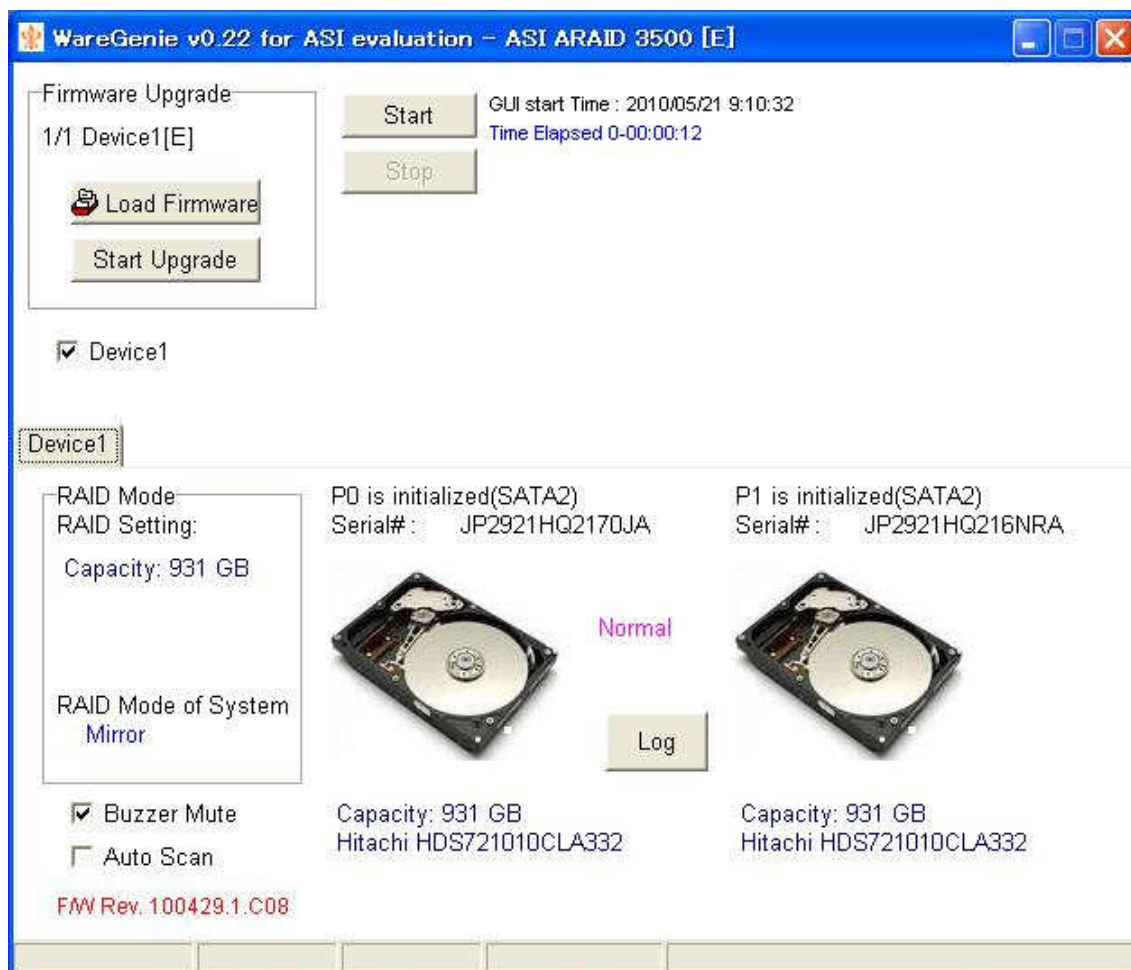 WareGenie v0.22 for ASI evaluation - ASI ARAID 3500 [E]
Firmware Upgrade
1/1 Device1[E]
Load Firmware
Start Upgrade
Start
Stop
GUI start Time : 2010/05/21 9:10:32
Time Elapsed 0-00:00:12
Device1
Device1
RAID Mode:
RAID Setting:
Capacity: 931 GB
RAID Mode of System
Mirror
Buzzer Mute
Auto Scan
F/W Rev. 100429.1.C08
P0 is initialized(SATA2)
Serial# : JP2921HQ2170JA
Normal
Log
Capacity: 931 GB
Hitachi HDS721010CLA332
P1 is initialized(SATA2)
Serial# : JP2921HQ216NRA
Capacity: 931 GB
Hitachi HDS721010CLA332